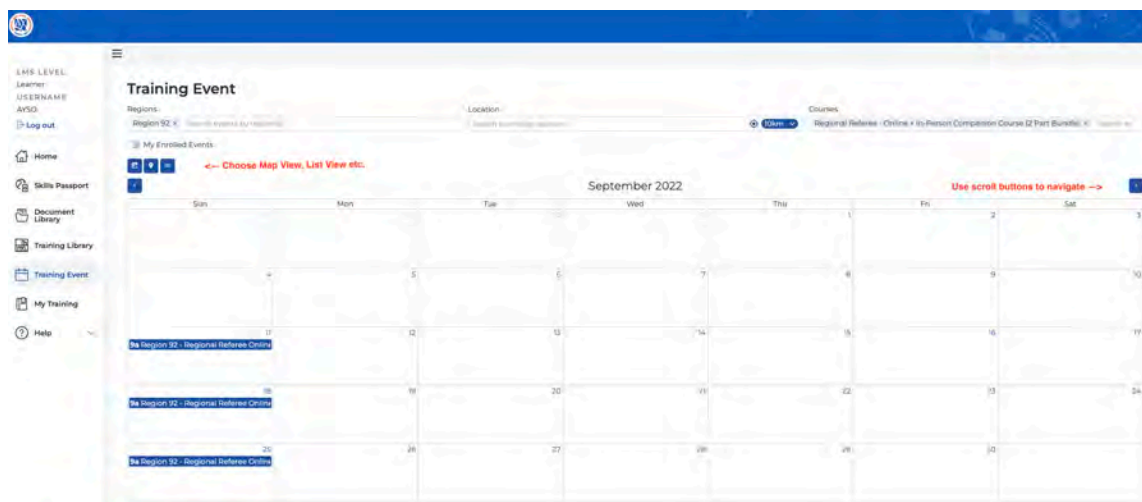 LMS LEVEL
Learner
USERNAME
AYSO
Log out
Home
Skills Passport
Document
Library
Training Library
Training Event
My Training
Help
Training Event
Regions
Location
Courses
Region 92 ×
10km
Regional Referee - Online + In-Person Companion Course (2 Part Bundle) ×
My Enrolled Events
<-- Choose Map View, List View etc.
September 2022
Use scroll buttons to navigate -->
Sun Mon Tue Wed Thu Fri Sat
1 2 3
4 5 6 7 8 9 10
11 12 13 14 15 16 17
9a Region 92 - Regional Referee Online
18 19 20 21 22 23 24
9a Region 92 - Regional Referee Online
25 26 27 28 29 30
9a Region 92 - Regional Referee Online